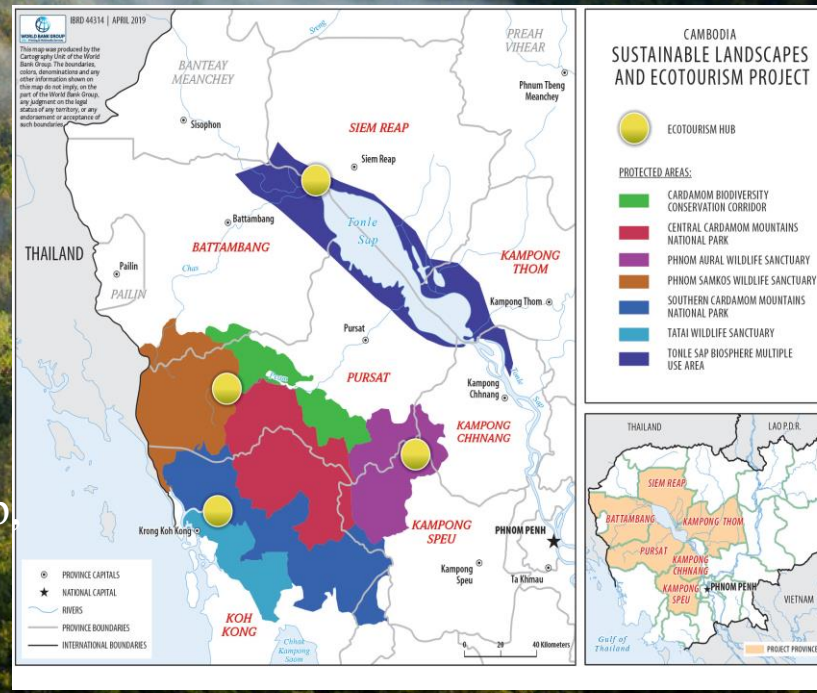 WORLD BANK GROUP
IBRD 44314 | APRIL 2019
This map was produced by the
Cartography Unit of the World
Bank Group. The boundaries,
colors, denominations and any
other information shown on
this map do not imply, on the
part of the World Bank Group,
any judgment on the legal
status of any territory, or any
endorsement or acceptance of
such boundaries.
BANTEAY
MEANCHEY
Sisophon
Sreng
PREAH
VIHEAR
Phnum Tbeng
Meanchey
SIEM REAP
Siem Reap
THAILAND
Battambang
BATTAMBANG
Tonle
Sap
KAMPONG
THOM
Pailin
PAILIN
Kampong Thom
Pursat
PURSAT
Kampong
Chhnang
Tonle
Sap
KAMPONG
CHHNANG
Krong Koh Kong
KAMPONG
SPEU
PHNOM PENH
Kampong
Speu
Ta Khmau
KOH
KONG
Chhak
Kampong
Saom
PROVINCE CAPITALS
NATIONAL CAPITAL
RIVERS
PROVINCE BOUNDARIES
INTERNATIONAL BOUNDARIES
0 20 40 Kilometers
CAMBODIA
SUSTAINABLE LANDSCAPES
AND ECOTOURISM PROJECT
ECOTOURISM HUB
PROTECTED AREAS:
CARDAMOM BIODIVERSITY
CONSERVATION CORRIDOR
CENTRAL CARDAMOM MOUNTAINS
NATIONAL PARK
PHNOM AURAL WILDLIFE SANCTUARY
PHNOM SAMKOS WILDLIFE SANCTUARY
SOUTHERN CARDAMOM MOUNTAINS
NATIONAL PARK
TATAI WILDLIFE SANCTUARY
TONLE SAP BIOSPHERE MULTIPLE
USE AREA
THAILAND
LAO P.D.R.
SIEM REAP
BATTAMBANG
KAMPONG THOM
PURSAT
KAMPONG
CHHNANG
KAMPONG
SPEU
PHNOM PENH
VIETNAM
Gulf of
Thailand
PROJECT PROVINCE